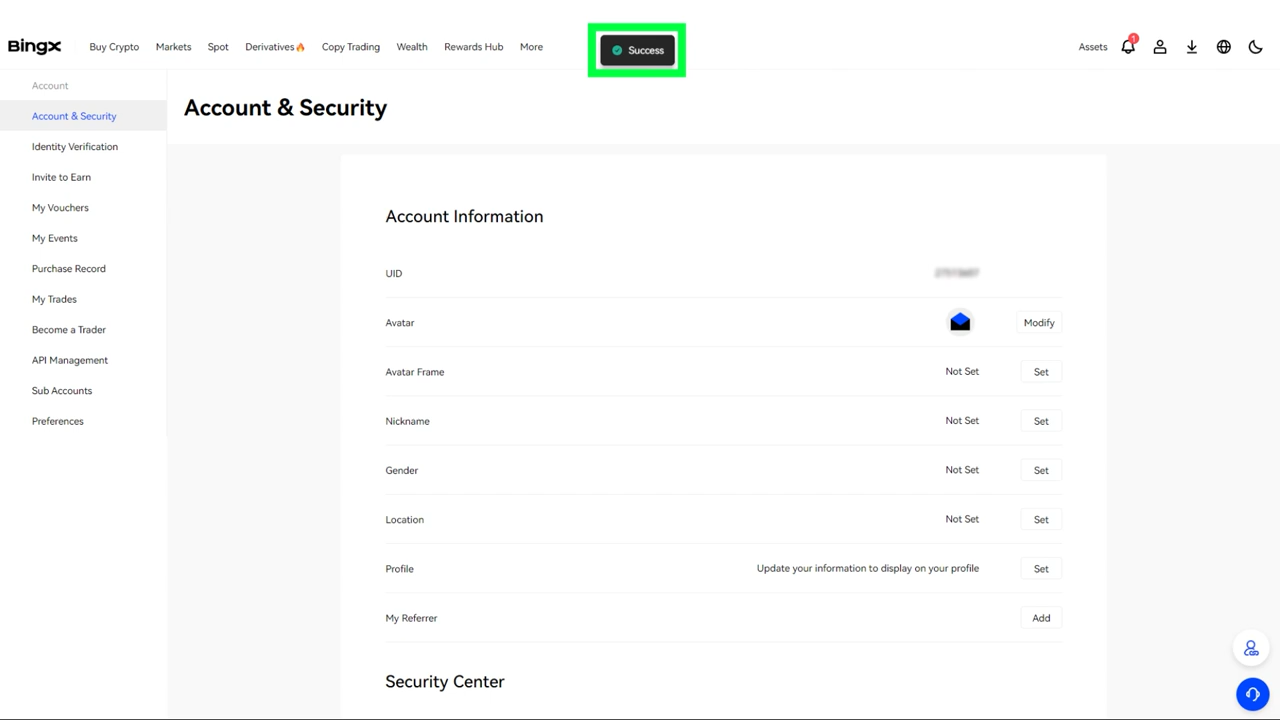 BingX
Buy Crypto
Markets
Spot
Derivatives
Copy Trading
Wealth
Rewards Hub
More
Success
Assets
1
Account
Account & Security
Identity Verification
Invite to Earn
My Vouchers
My Events
Purchase Record
My Trades
Become a Trader
API Management
Sub Accounts
Preferences
Account & Security
Account Information
UID
Avatar
Modify
Avatar Frame
Not Set
Set
Nickname
Not Set
Set
Gender
Not Set
Set
Location
Not Set
Set
Profile
Update your information to display on your profile
Set
My Referrer
Add
Security Center